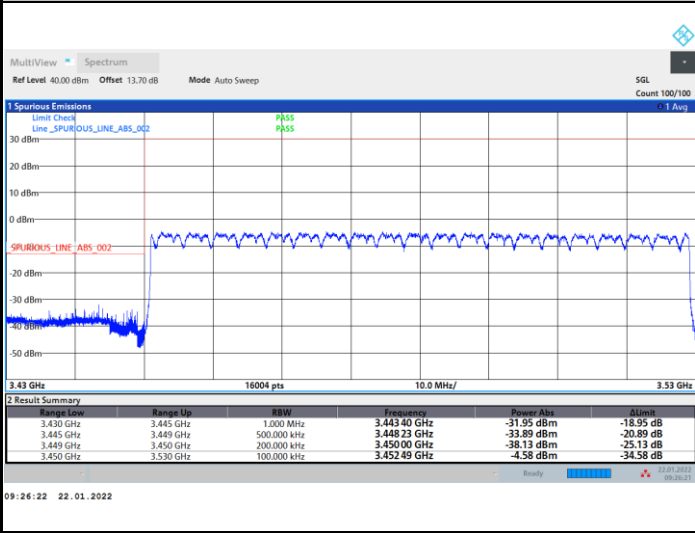 MultiView Spectrum
Ref Level 40.00 dBm Offset 13.70 dB Mode Auto Sweep SGL
Count 100/100
1 Spurious Emissions 1 Avg
Limit Check PASS
Line _SPURIOUS_LINE_ABS_002 PASS
30 dBm
20 dBm
10 dBm
0 dBm
_SPURIOUS_LINE_ABS_002
-20 dBm
-30 dBm
-40 dBm
-50 dBm
3.43 GHz 16004 pts 10.0 MHz/ 3.53 GHz
2 Result Summary
Range Low Range Up RBW Frequency Power Abs ΔLimit
3.430 GHz 3.445 GHz 1.000 MHz 3.443 40 GHz -31.95 dBm -18.95 dB
3.445 GHz 3.449 GHz 500.000 kHz 3.448 23 GHz -33.89 dBm -20.89 dB
3.449 GHz 3.450 GHz 200.000 kHz 3.450 00 GHz -38.13 dBm -25.13 dB
3.450 GHz 3.530 GHz 100.000 kHz 3.452 49 GHz -4.58 dBm -34.58 dB
Ready 22.01.2022
09:26:21
09:26:22 22.01.2022